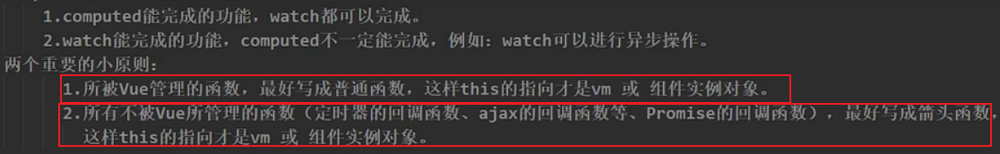 1.computed能完成的功能，watch都可以完成。
2.watch能完成的功能，computed不一定能完成，例如：watch可以进行异步操作。
两个重要的小原则：
1.所被Vue管理的函数，最好写成普通函数，这样this的指向才是vm 或 组件实例对象。
2.所有不被Vue所管理的函数（定时器的回调函数、ajax的回调函数等、Promise的回调函数），最好写成箭头函数，
这样this的指向才是vm 或 组件实例对象。